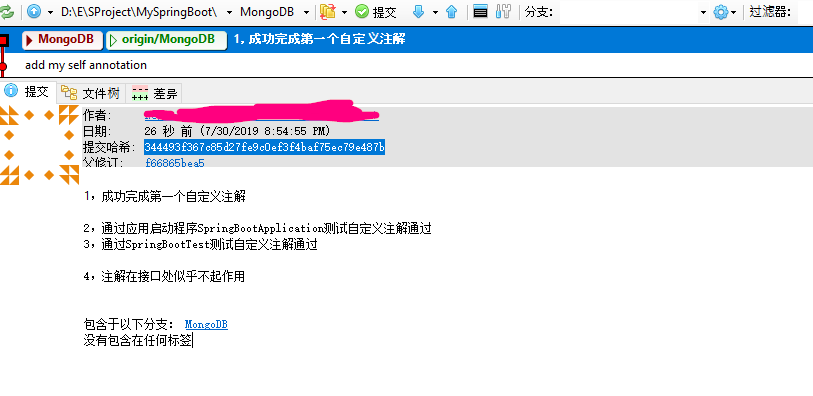 D:\E\SProject\MySpringBoot\ MongoDB 提交 分支: 过滤器:
MongoDB origin/MongoDB 1, 成功完成第一个自定义注解
add my self annotation
提交 文件树 差异
作者:
日期: 26 秒 前 (7/30/2019 8:54:55 PM)
提交哈希: 344493f367c85d27fe9c0ef3f4baf75ec79e487b
父修订: f66865bea5
1, 成功完成第一个自定义注解
2, 通过应用启动程序SpringBootApplication测试自定义注解通过
3, 通过SpringBootTest测试自定义注解通过
4, 注解在接口处似乎不起作用
包含于以下分支: MongoDB
没有包含在任何标签